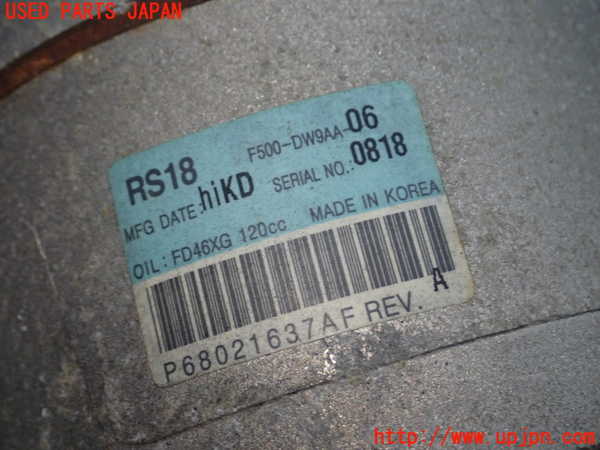 USED PARTS JAPAN
RS18 F500-DW9AA-06
MFG DATE: hiKD SERIAL NO.: 0818
OIL: FD46XG 120cc MADE IN KOREA
P68021637AF REV. A
http://www.upjpn.com/